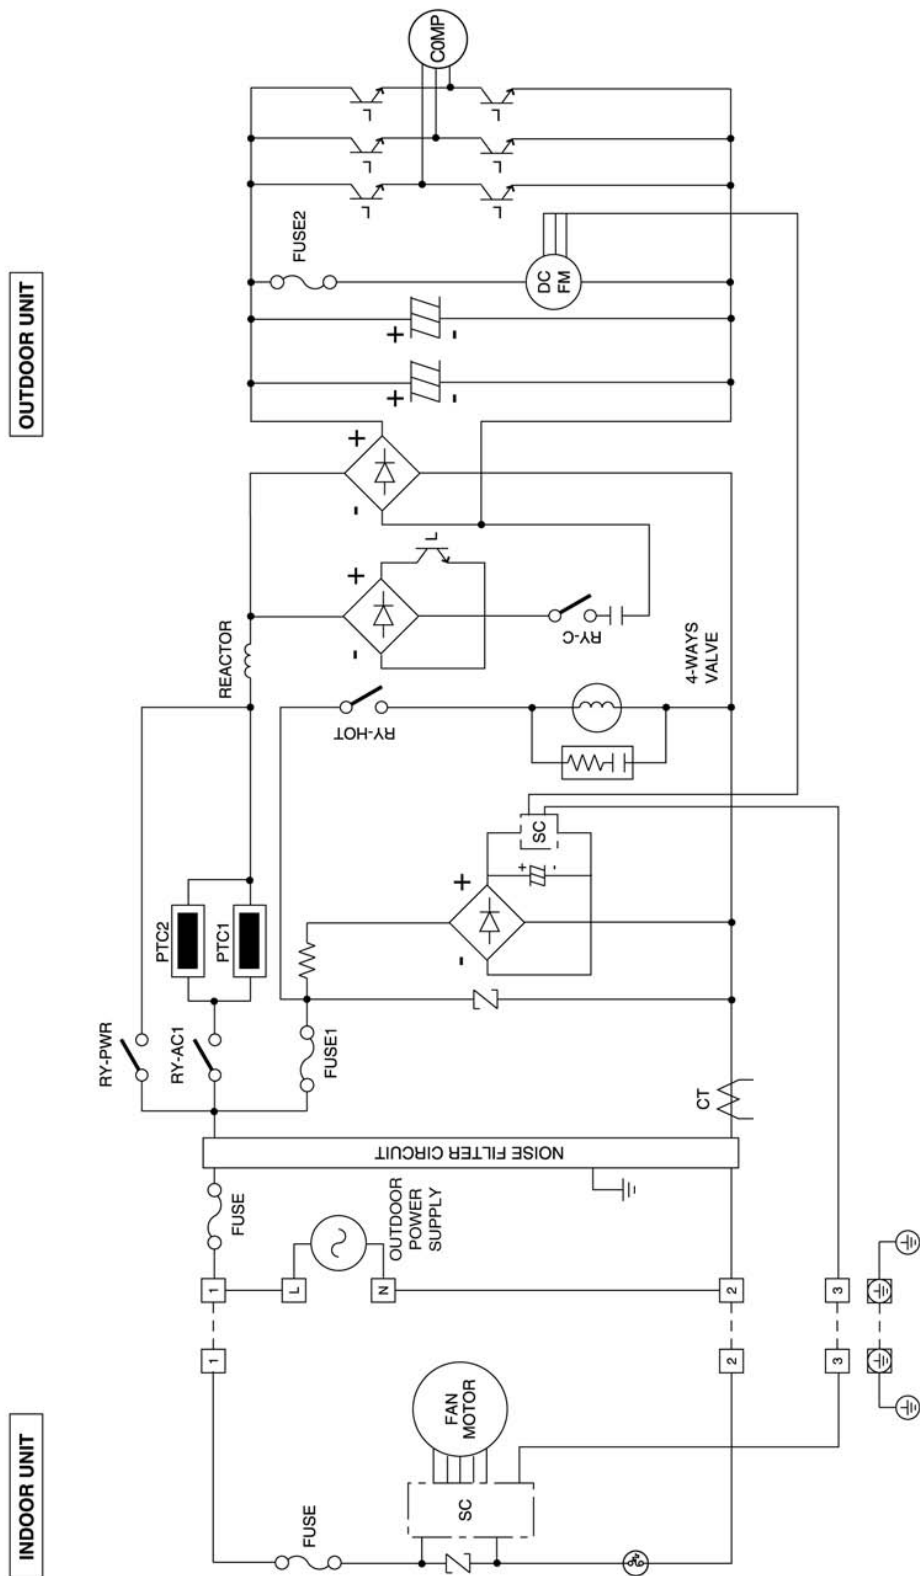 INDOOR UNIT
OUTDOOR UNIT
RY-PWR
PTC2
RY-AC1
PTC1
REACTOR
FUSE2
COMP
FUSE1
RY-HOT
RY-C
DC
FM
4-WAYS
VALVE
SC
+
-
+
-
+
-
+
-
+
-
+
-
L
L
L
L
L
L
L
FUSE
NOISE FILTER CIRCUIT
CT
OUTDOOR
POWER
SUPPLY
L
N
1
1
2
2
3
3
FUSE
SC
FAN
MOTOR